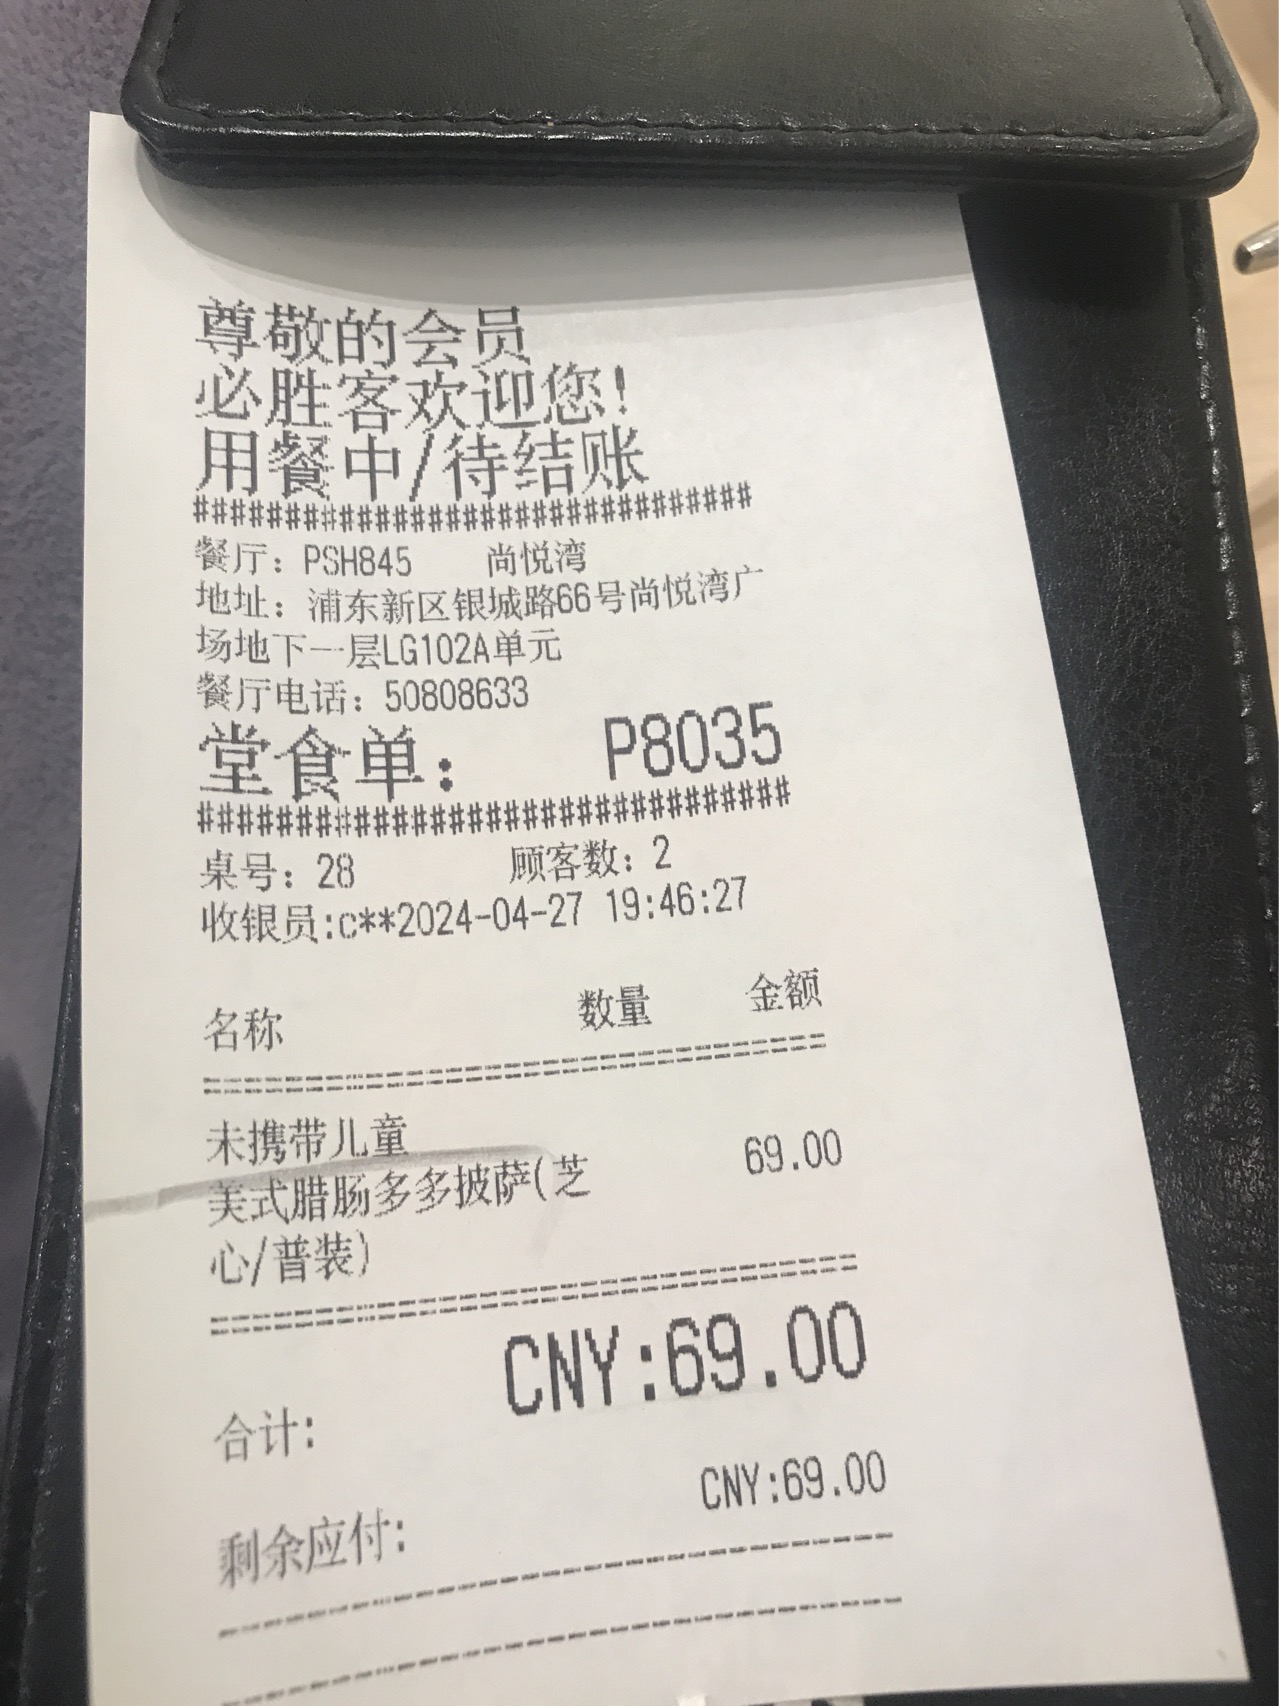 尊敬的会员
必胜客欢迎您!
用餐中/待结账
###############################
餐厅: PSH845 尚悦湾
地址: 浦东新区银城路66号尚悦湾广
场地下一层LG102A单元
餐厅电话: 50808633
堂食单: P8035
################################
桌号: 28 顾客数: 2
收银员:c**2024-04-27 19:46:27
名称 数量 金额
未携带儿童
美式腊肠多多披萨(芝 69.00
心/普装)
CNY:69.00
合计:
CNY:69.00
剩余应付: